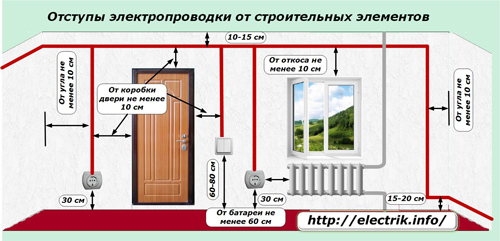 Отступы электропроводки от строительных элементов
10-15 см
От угла не
менее 10 см
От коробки
двери не менее
10 см
От откоса не
менее 10 см
От угла не
менее 10 см
60-80 см
30 см
От батареи не
менее 60 см
30 см
15-20 см
http://electrik.info/